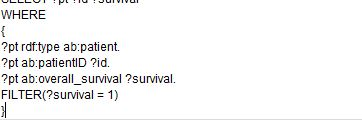 SELECT ?pt ?id ?survival
WHERE
{
?pt rdf:type ab:patient.
?pt ab:patientID ?id.
?pt ab:overall_survival ?survival.
FILTER(?survival = 1)
}